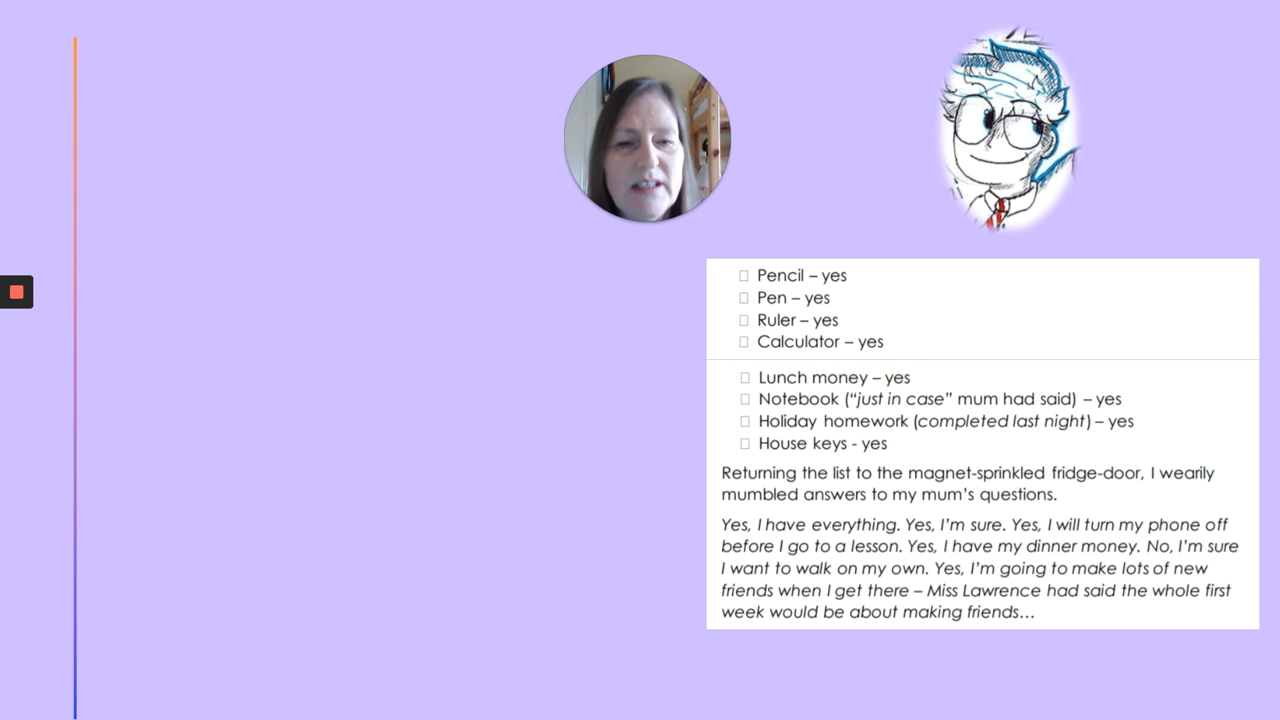 Pencil – yes
Pen – yes
Ruler – yes
Calculator – yes
Lunch money – yes
Notebook (“just in case” mum had said) – yes
Holiday homework (completed last night) – yes
House keys - yes
Returning the list to the magnet-sprinkled fridge-door, I wearily
mumbled answers to my mum’s questions.
Yes, I have everything. Yes, I’m sure. Yes, I will turn my phone off
before I go to a lesson. Yes, I have my dinner money. No, I’m sure
I want to walk on my own. Yes, I’m going to make lots of new
friends when I get there – Miss Lawrence had said the whole first
week would be about making friends…